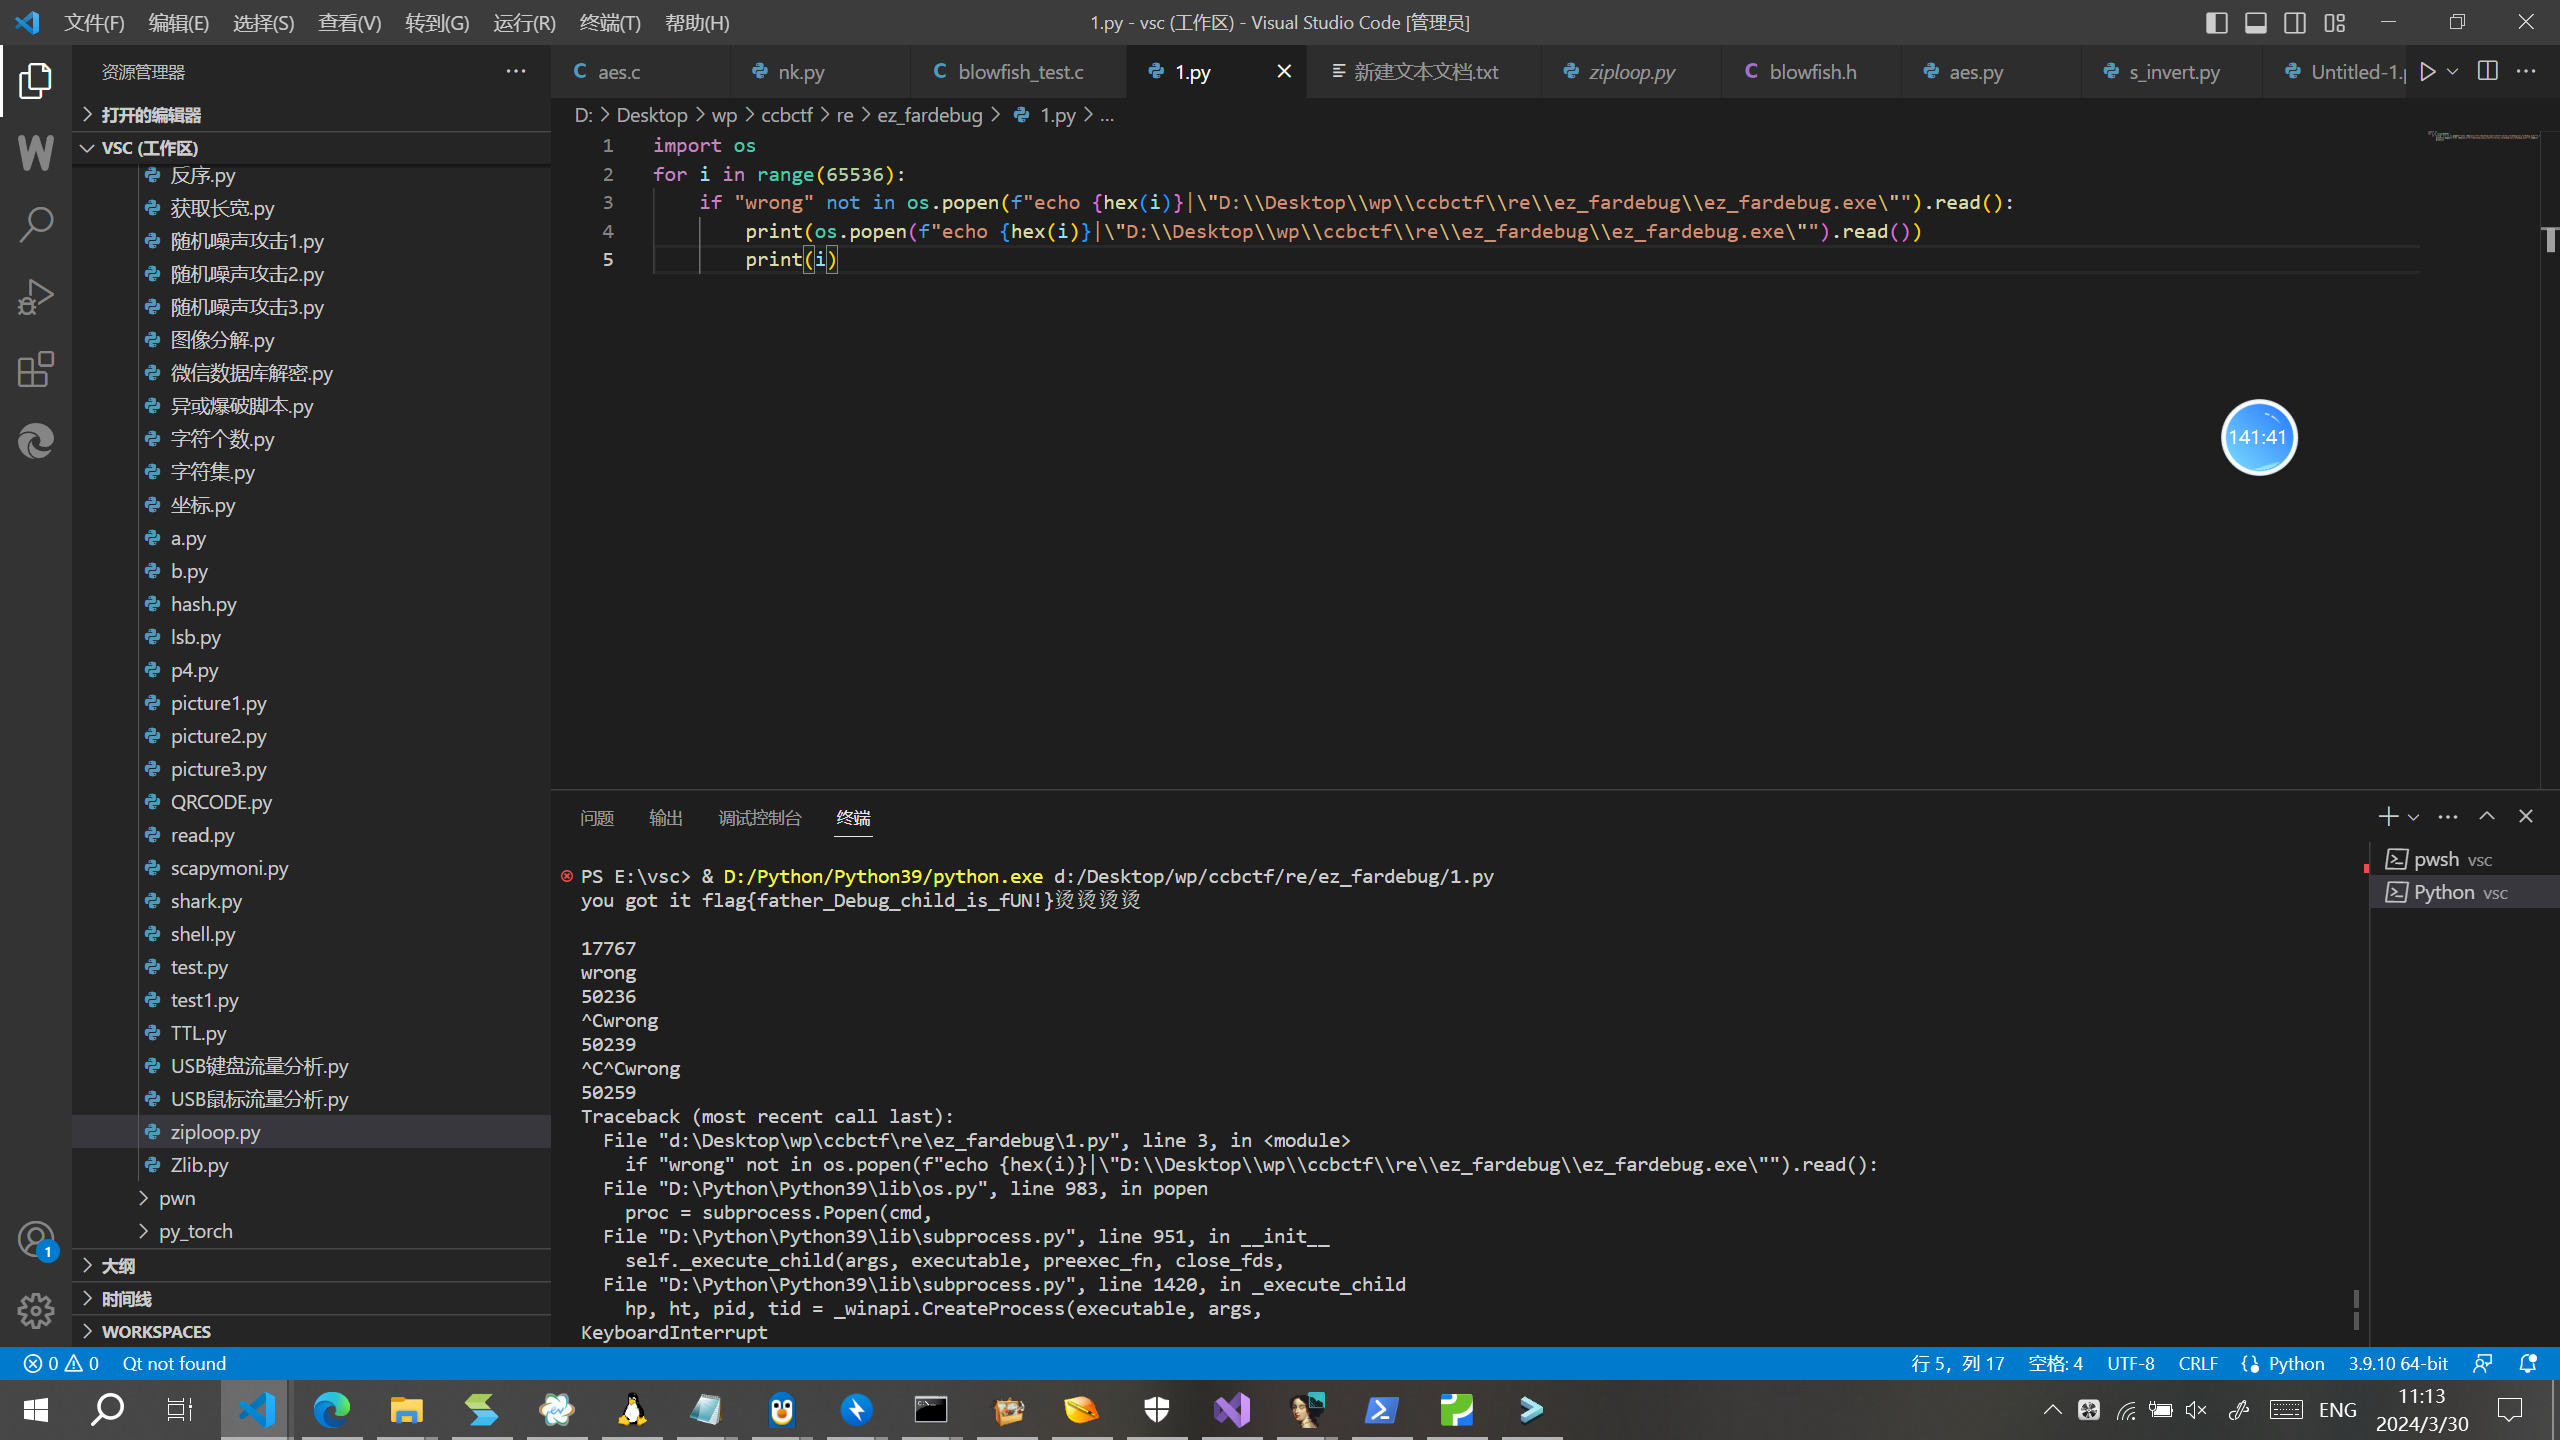 文件(F) 编辑(E) 选择(S) 查看(V) 转到(G) 运行(R) 终端(T) 帮助(H)
1.py - vsc (工作区) - Visual Studio Code [管理员]
资源管理器
打开的编辑器
VSC (工作区)
反序.py
获取长宽.py
随机噪声攻击1.py
随机噪声攻击2.py
随机噪声攻击3.py
图像分解.py
微信数据库解密.py
异或爆破脚本.py
字符个数.py
字符集.py
坐标.py
a.py
b.py
hash.py
lsb.py
p4.py
picture1.py
picture2.py
picture3.py
QRCODE.py
read.py
scapymoni.py
shark.py
shell.py
test.py
test1.py
TTL.py
USB键盘流量分析.py
USB鼠标流量分析.py
ziploop.py
Zlib.py
pwn
py_torch
大纲
时间线
WORKSPACES
1
aes.c nk.py blowfish_test.c 1.py 新建文本文档.txt ziploop.py blowfish.h aes.py s_invert.py Untitled-1.p
D: > Desktop > wp > ccbctf > re > ez_fardebug > 1.py > ...
1 import os
2 for i in range(65536):
3 if "wrong" not in os.popen(f"echo {hex(i)}|\"D:\\Desktop\\wp\\ccbctf\\re\\ez_fardebug\\ez_fardebug.exe\"").read():
4 print(os.popen(f"echo {hex(i)}|\"D:\\Desktop\\wp\\ccbctf\\re\\ez_fardebug\\ez_fardebug.exe\"").read())
5 print(i)
141:41
问题 输出 调试控制台 终端
PS E:\vsc> & D:/Python/Python39/python.exe d:/Desktop/wp/ccbctf/re/ez_fardebug/1.py
you got it flag{father_Debug_child_is_fUN!}烫烫烫烫
17767
wrong
50236
^Cwrong
50239
^C^Cwrong
50259
Traceback (most recent call last):
File "d:\Desktop\wp\ccbctf\re\ez_fardebug\1.py", line 3, in <module>
if "wrong" not in os.popen(f"echo {hex(i)}|\"D:\\Desktop\\wp\\ccbctf\\re\\ez_fardebug\\ez_fardebug.exe\"").read():
File "D:\Python\Python39\lib\os.py", line 983, in popen
proc = subprocess.Popen(cmd,
File "D:\Python\Python39\lib\subprocess.py", line 951, in __init__
self._execute_child(args, executable, preexec_fn, close_fds,
File "D:\Python\Python39\lib\subprocess.py", line 1420, in _execute_child
hp, ht, pid, tid = _winapi.CreateProcess(executable, args,
KeyboardInterrupt
pwsh vsc
Python vsc
0 0 Qt not found
行 5，列 17 空格: 4 UTF-8 CRLF Python 3.9.10 64-bit
ENG
11:13
2024/3/30